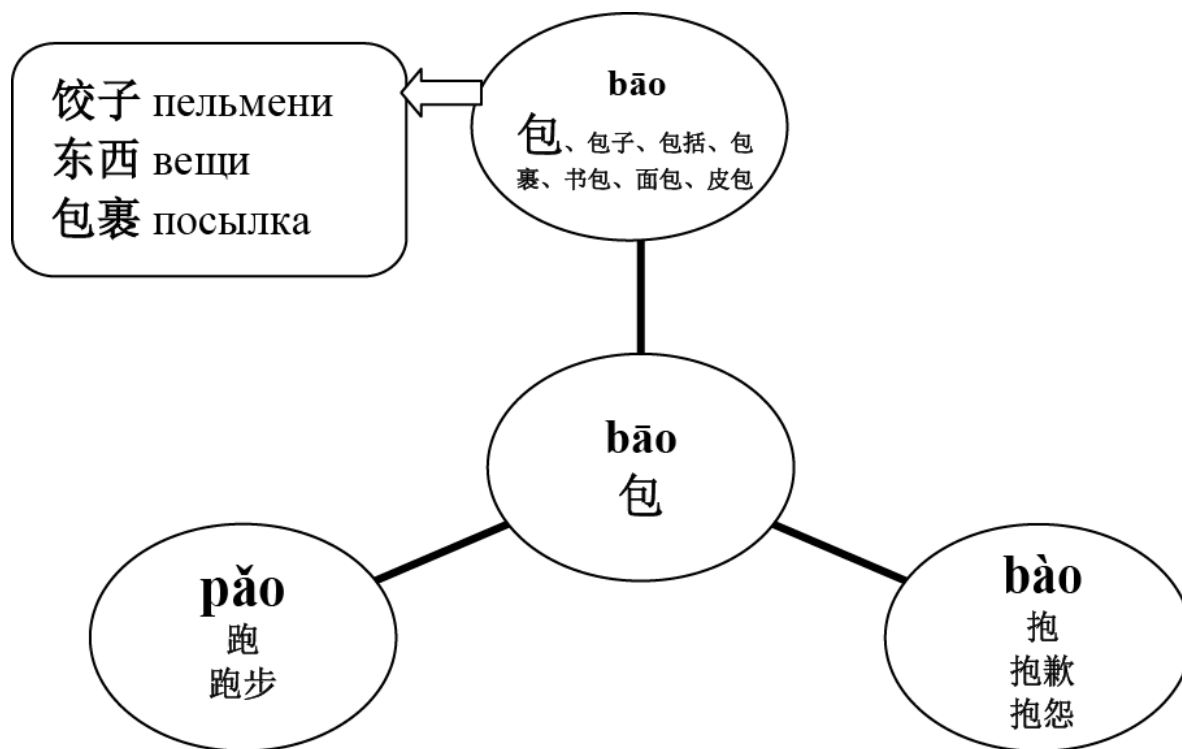 饺子 пельмени
东西 вещи
包裹 посылка
bāo
包、包子、包括、包
裹、书包、面包、皮包
bāo
包
pǎo
跑
跑步
bào
抱
抱歉
抱怨